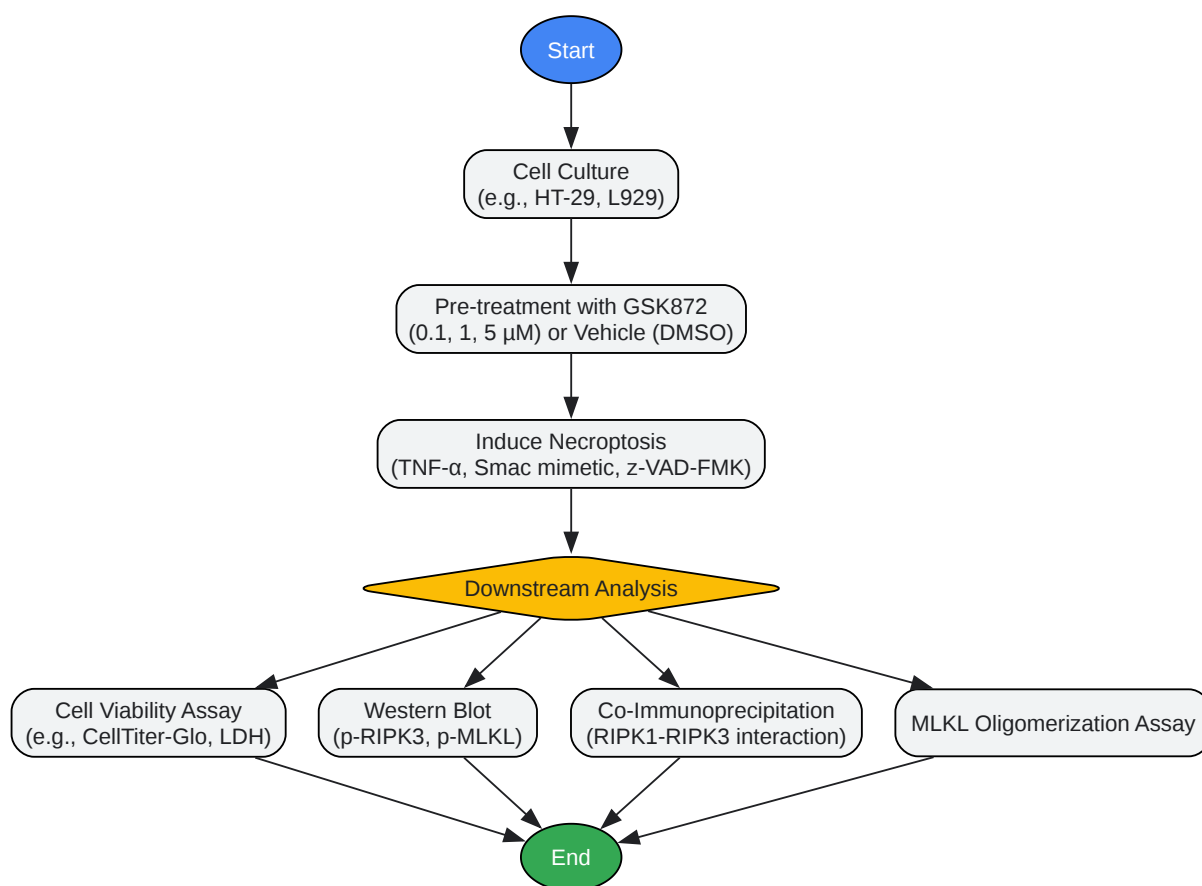 Start
Cell Culture
(e.g., HT-29, L929)
Pre-treatment with GSK872
(0.1, 1, 5 µM) or Vehicle (DMSO)
Induce Necroptosis
(TNF-α, Smac mimetic, z-VAD-FMK)
Downstream Analysis
Cell Viability Assay
(e.g., CellTiter-Glo, LDH)
Western Blot
(p-RIPK3, p-MLKL)
Co-Immunoprecipitation
(RIPK1-RIPK3 interaction)
MLKL Oligomerization Assay
End